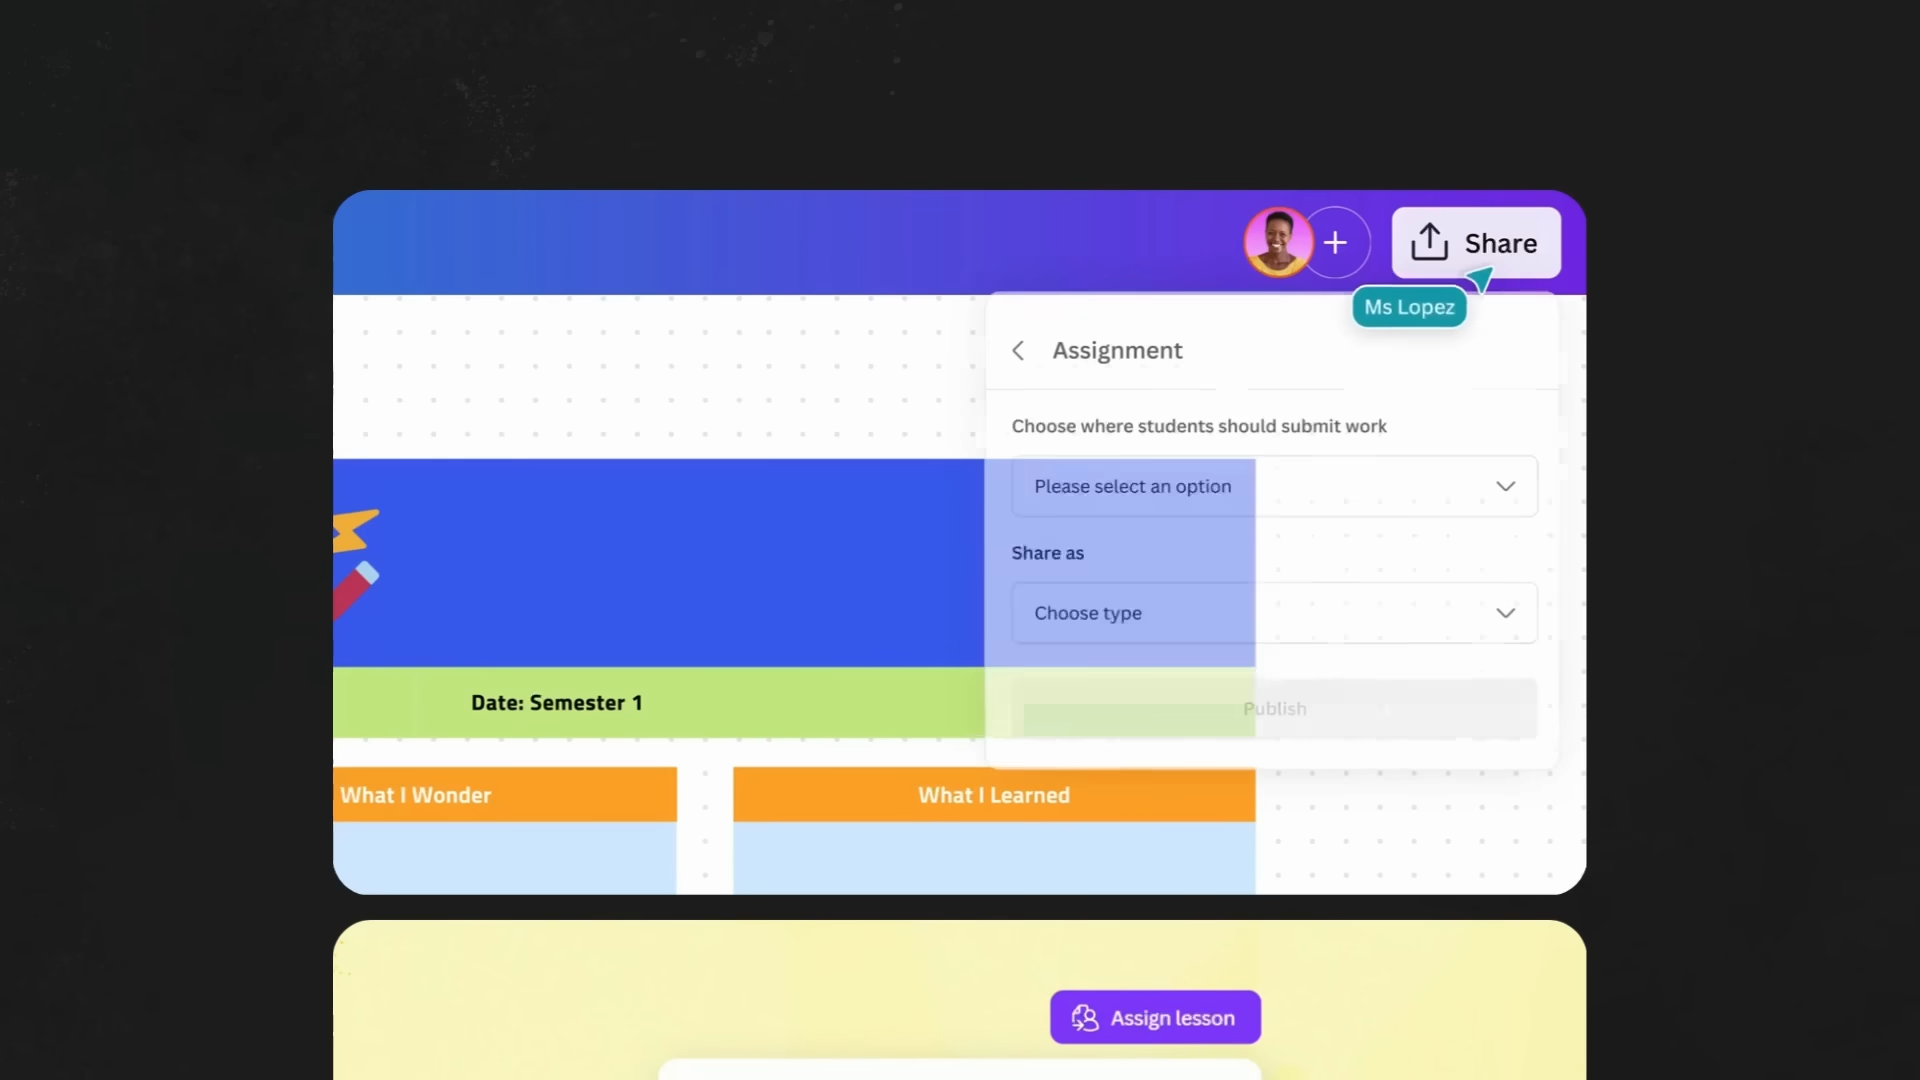 Share
Ms Lopez
Assignment
Choose where students should submit work
Please select an option
Share as
Choose type
Publish
Date: Semester 1
What I Wonder
What I Learned
Assign lesson